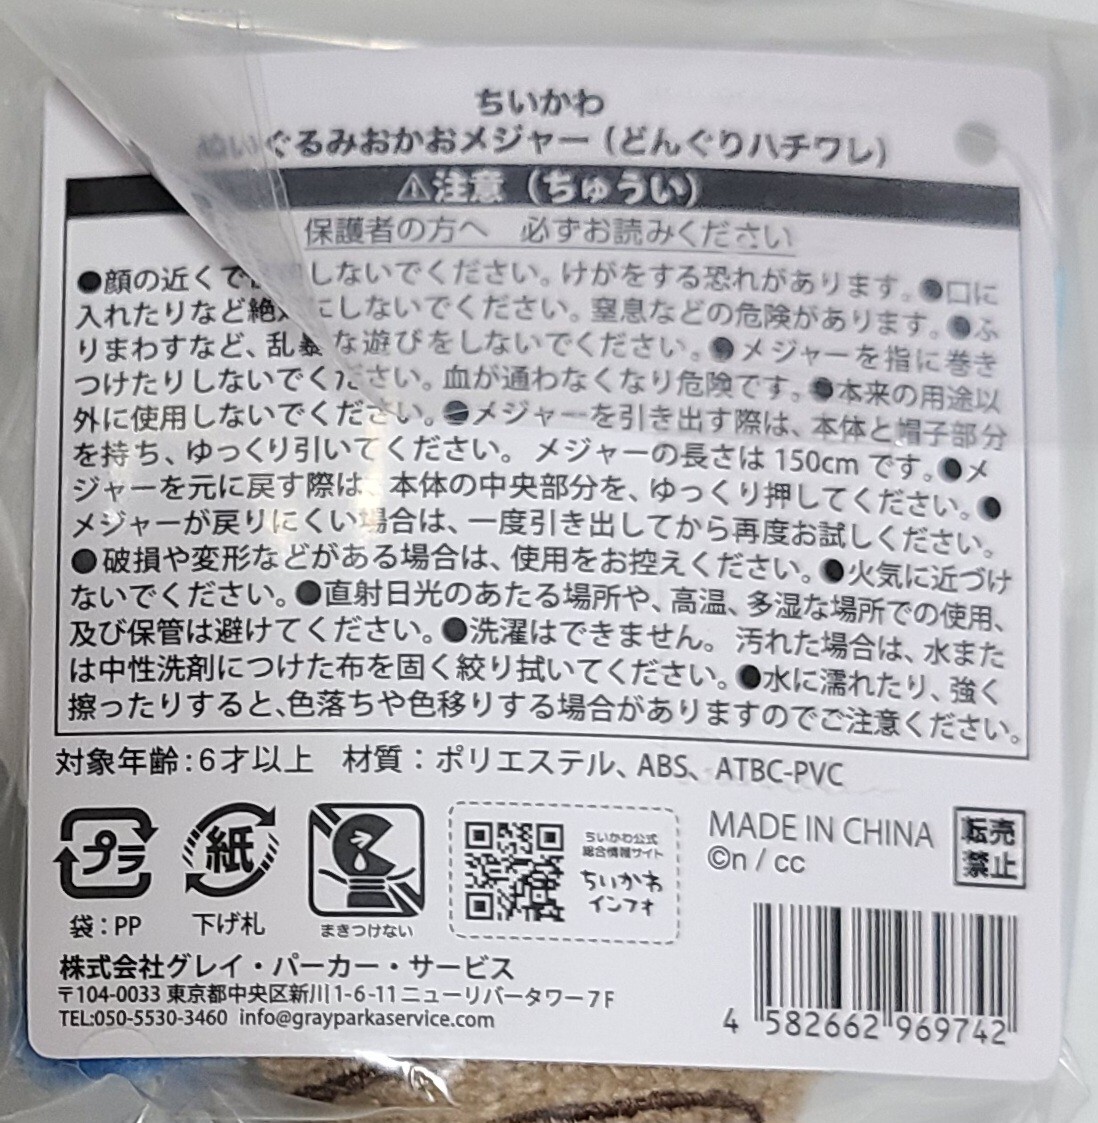 ちいかわ
ぐるみおかおメジャー（どんぐりハチワレ）
⚠注意（ちゅうい）
保護者の方へ 必ずお読みください
●顔の近くで しないでください。けがをする恐れがあります。●口に
入れたりなど絶対にしないでください。窒息などの危険があります。●ふ
りまわすなど、乱暴な遊びをしないでください。●メジャーを指に巻き
つけたりしないでください。血が通わなくなり危険です。●本来の用途以
外に使用しないでください。●メジャーを引き出す際は、本体と帽子部分
を持ち、ゆっくり引いてください。メジャーの長さは150cmです。●メ
ジャーを元に戻す際は、本体の中央部分を、ゆっくり押してください。●
メジャーが戻りにくい場合は、一度引き出してから再度お試しください。
●破損や変形などがある場合は、使用をお控えください。●火気に近づけ
ないでください。●直射日光のあたる場所や、高温、多湿な場所での使用、
及び保管は避けてください。●洗濯はできません。汚れた場合は、水また
は中性洗剤につけた布を固く絞り拭いてください。●水に濡れたり、強く
擦ったりすると、色落ちや色移りする場合がありますのでご注意ください。
対象年齢：6才以上 材質：ポリエステル、ABS、ATBC-PVC
プラ
紙
袋：PP
下げ札
まきつけない
ちいかわ公式
総合情報サイト
ちいかわ
インフォ
MADE IN CHINA
©n / cc
転売
禁止
株式会社グレイ・パーカー・サービス
〒104-0033 東京都中央区新川1-6-11ニューリバータワー7F
TEL:050-5530-3460 info@grayparkaservice.com
4 582662 969742